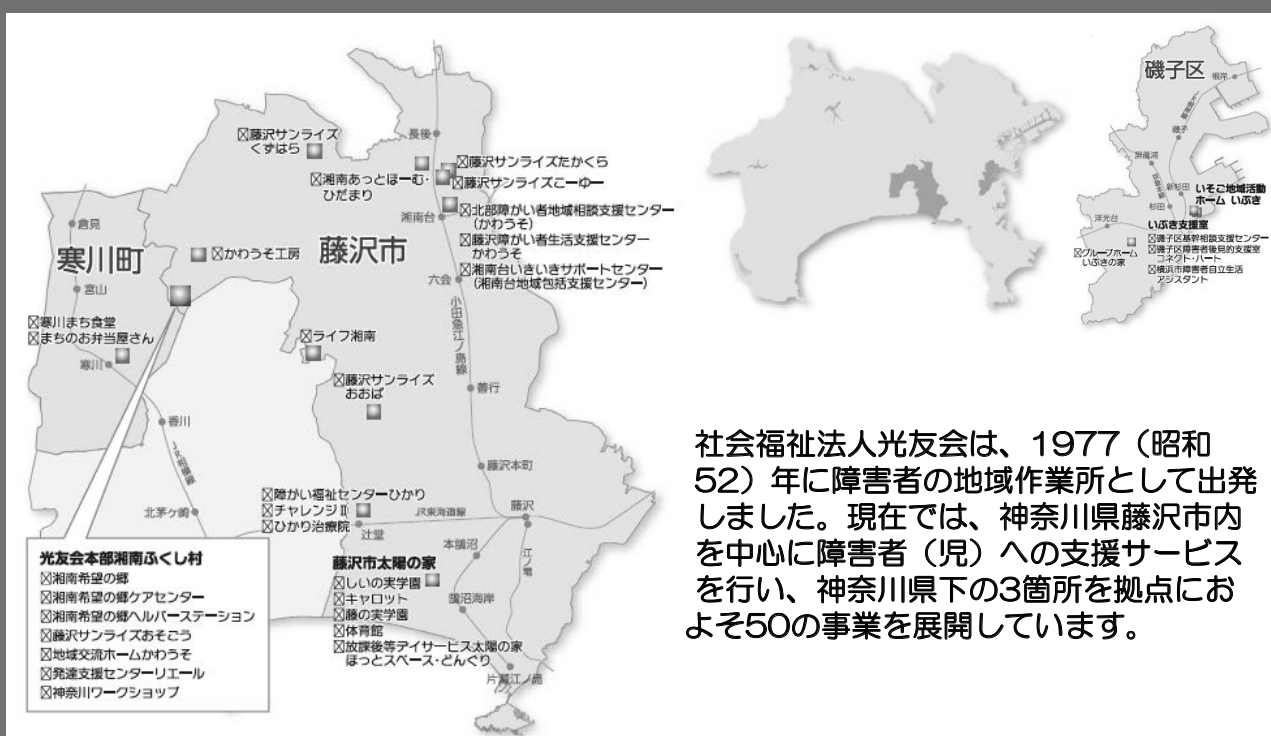 ☒藤沢サンライズ
くずはら
長後
☒藤沢サンライズたかくら
☒藤沢サンライズこーゆー
☒湘南あっとほーむ・
ひだまり
湘南台
☒北部障がい者地域相談支援センター
(かわうそ)
☒藤沢障がい者生活支援センター
かわうそ
☒湘南台いきいきサポートセンター
(湘南台地域包括支援センター)
倉見
寒川町
宮山
☒かわうそ工房
藤沢市
六会
小田急江ノ島線
☒寒川まち食堂
☒まちのお弁当屋さん
寒川
☒ライフ湘南
☒藤沢サンライズ
おおば
善行
香川
JR相模線
藤沢本町
北茅ヶ崎
☒障がい福祉センターひかり
☒チャレンジⅡ
☒ひかり治療院
辻堂
JR東海道線
藤沢
本鵠沼
江ノ電
鵠沼海岸
片瀬江ノ島
光友会本部湘南ふくし村
☒湘南希望の郷
☒湘南希望の郷ケアセンター
☒湘南希望の郷ヘルパーステーション
☒藤沢サンライズおそごう
☒地域交流ホームかわうそ
☒発達支援センターリエール
☒神奈川ワークショップ
藤沢市太陽の家
☒しいの実学園
☒キャロット
☒藤の実学園
☒体育館
☒放課後等デイサービス太陽の家
ほっとスペース・どんぐり
磯子区
根岸
磯子
屏風浦
新杉田
杉田
洋光台
いそご地域活動
ホーム いぶき
いぶき支援室
☒磯子区基幹相談支援センター
☒磯子区障害者後見的支援室
コネクト・ハート
☒横浜市障害者自立生活
アシスタント
☒グループホーム
いぶきの家
社会福祉法人光友会は、1977（昭和
52）年に障害者の地域作業所として出発
しました。現在では、神奈川県藤沢市内
を中心に障害者（児）への支援サービス
を行い、神奈川県下の3箇所を拠点にお
よそ50の事業を展開しています。